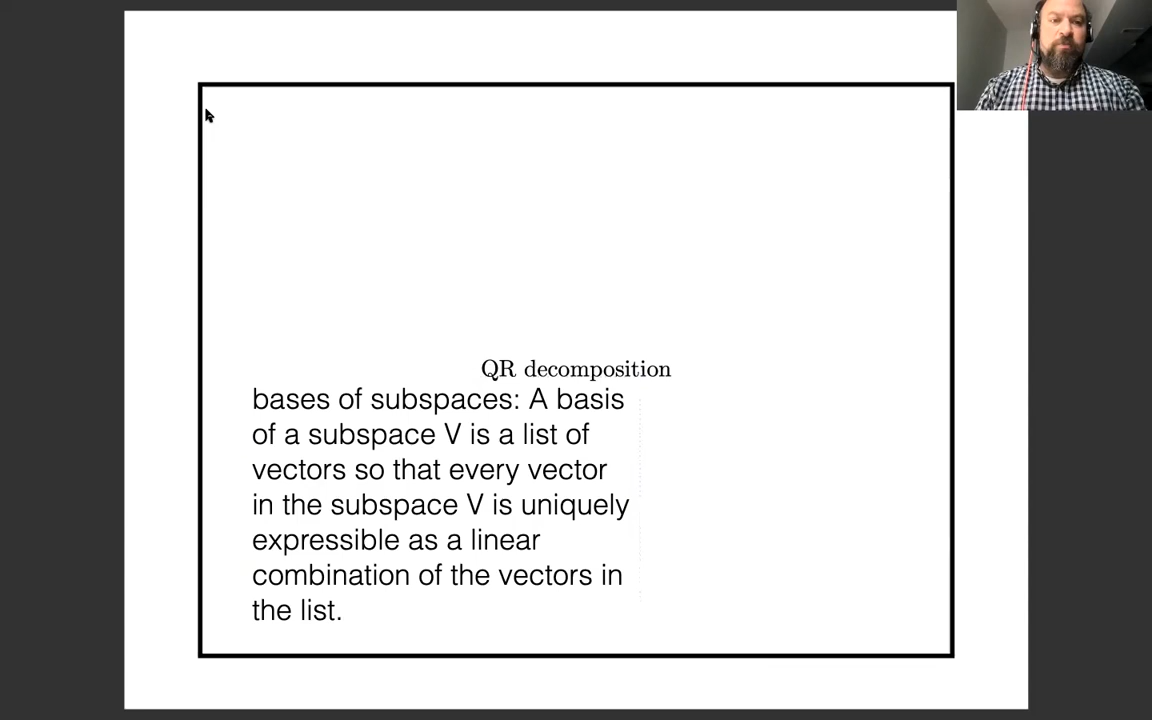 QR decomposition
bases of subspaces: A basis
of a subspace V is a list of
vectors so that every vector
in the subspace V is uniquely
expressible as a linear
combination of the vectors in
the list.